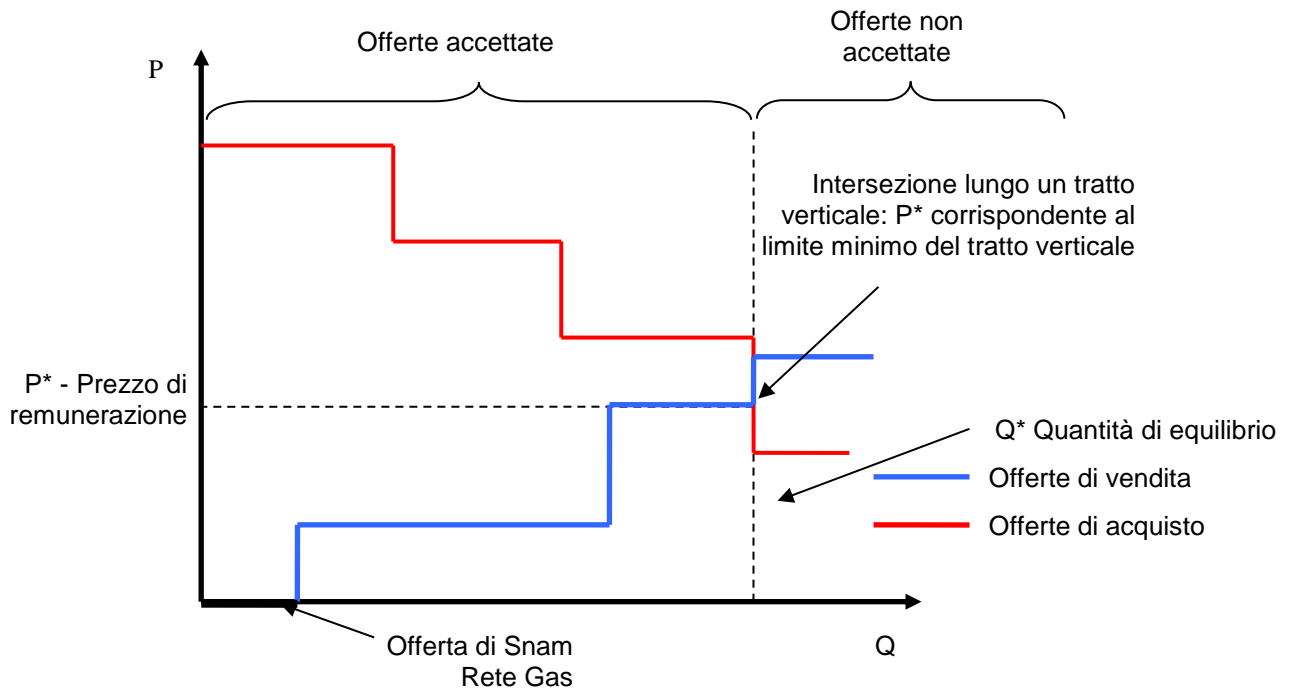 Offerte accettate
Offerte non
accettate
P
Intersezione lungo un tratto
verticale: P* corrispondente al
limite minimo del tratto verticale
P* - Prezzo di
remunerazione
Q* Quantità di equilibrio
Offerte di vendita
Offerte di acquisto
Offerta di Snam
Rete Gas
Q